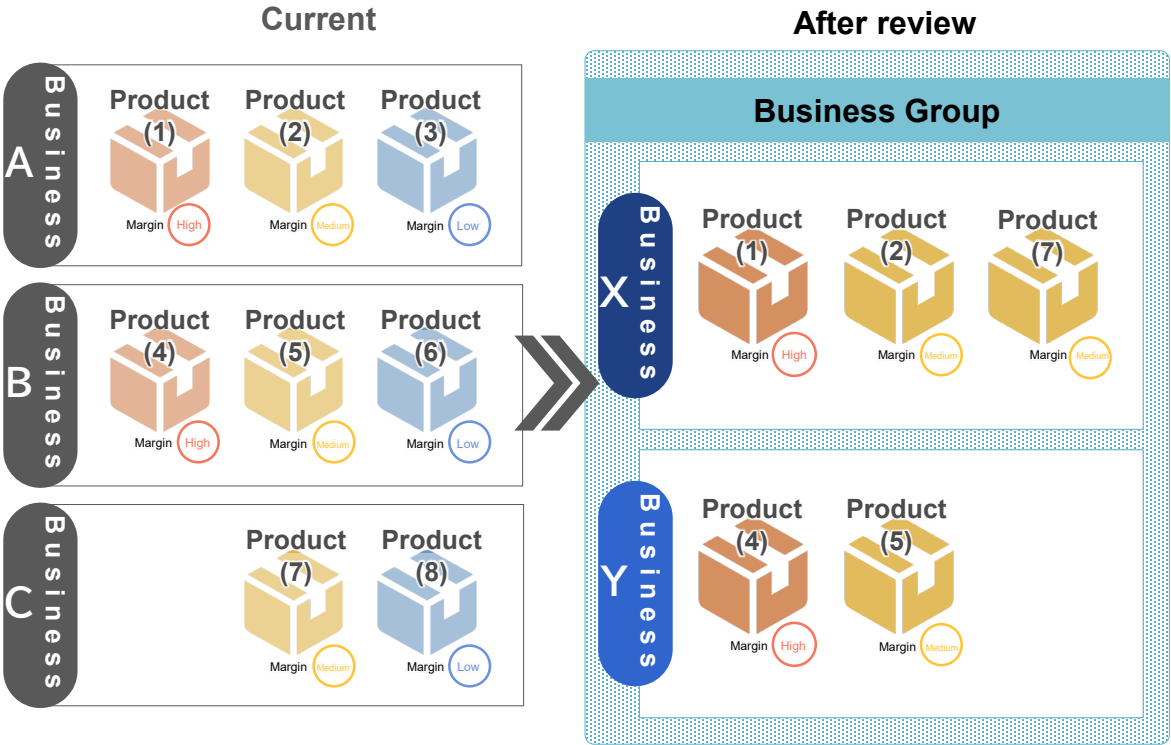 Current
A Business
Product
(1)
Margin High
Product
(2)
Margin Medium
Product
(3)
Margin Low
B Business
Product
(4)
Margin High
Product
(5)
Margin Medium
Product
(6)
Margin Low
C Business
Product
(7)
Margin Medium
Product
(8)
Margin Low
After review
Business Group
X Business
Product
(1)
Margin High
Product
(2)
Margin Medium
Product
(7)
Margin Medium
Y Business
Product
(4)
Margin High
Product
(5)
Margin Medium